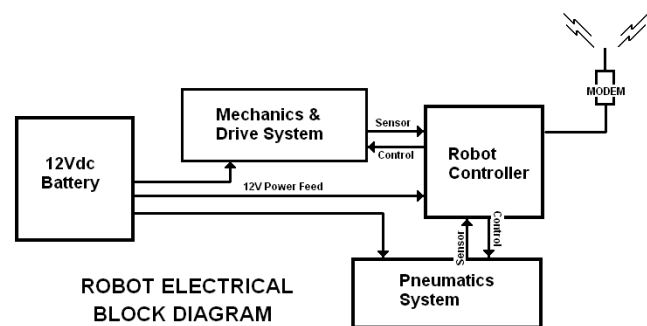 MODEM
Mechanics &
Drive System
Sensor
Control
Robot
Controller
12Vdc
Battery
12V Power Feed
Sensor
Control
Pneumatics
System
ROBOT ELECTRICAL
BLOCK DIAGRAM